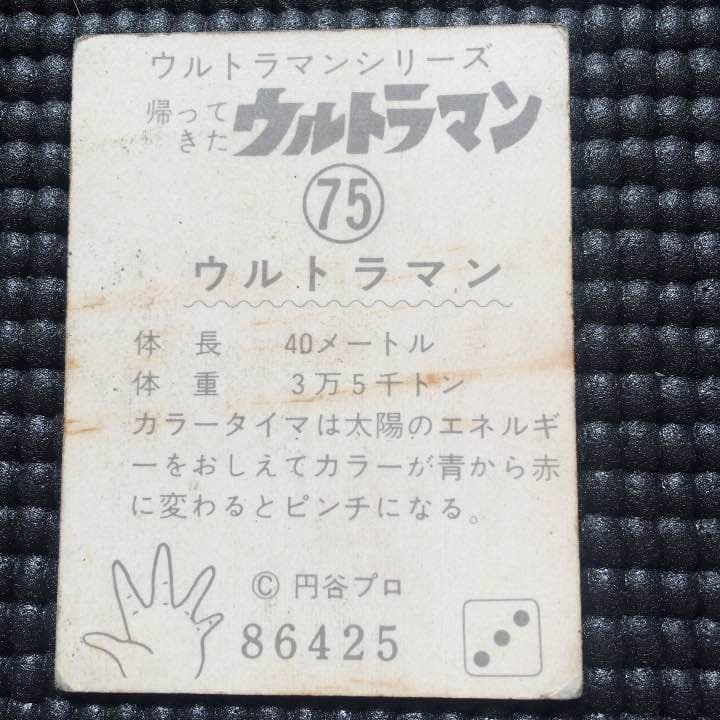 ウルトラマンシリーズ
帰って
きた ウルトラマン
75
ウルトラマン
体長 40メートル
体重 3万5千トン
カラータイマは太陽のエネルギ
ーをおしえてカラーが青から赤
に変わるとピンチになる。
© 円谷プロ
86425